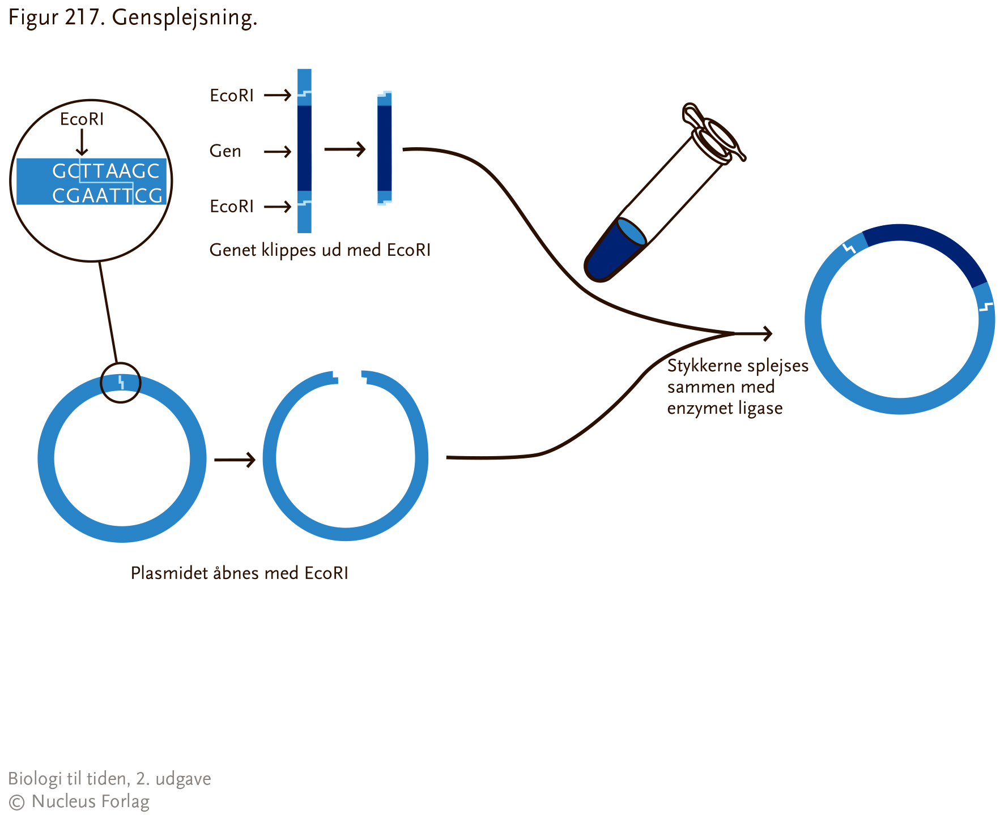 Figur 217. Gensplejsning.
EcoRI
GCTTAAGC
CGAATTCG
EcoRI
Gen
EcoRI
Genet klippes ud med EcoRI
Stykkerne splejses
sammen med
enzymet ligase
Plasmidet åbnes med EcoRI
Biologi til tiden, 2. udgave
© Nucleus Forlag